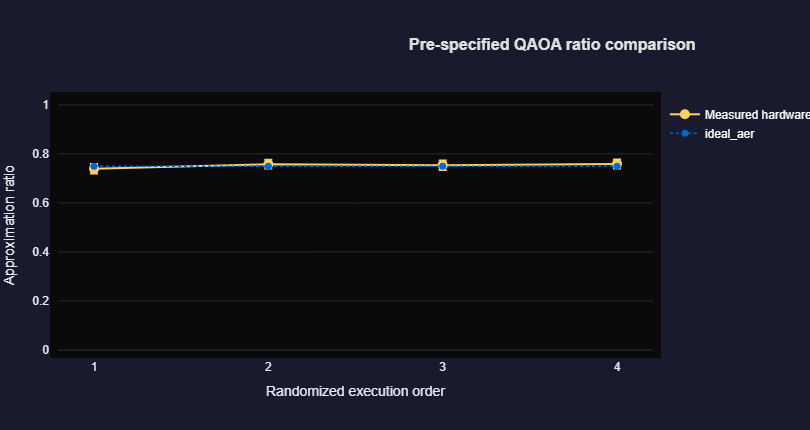 Pre-specified QAOA ratio comparison
1
0.8
0.6
0.4
0.2
0
Approximation ratio
1 2 3 4
Randomized execution order
Measured hardware
ideal_aer